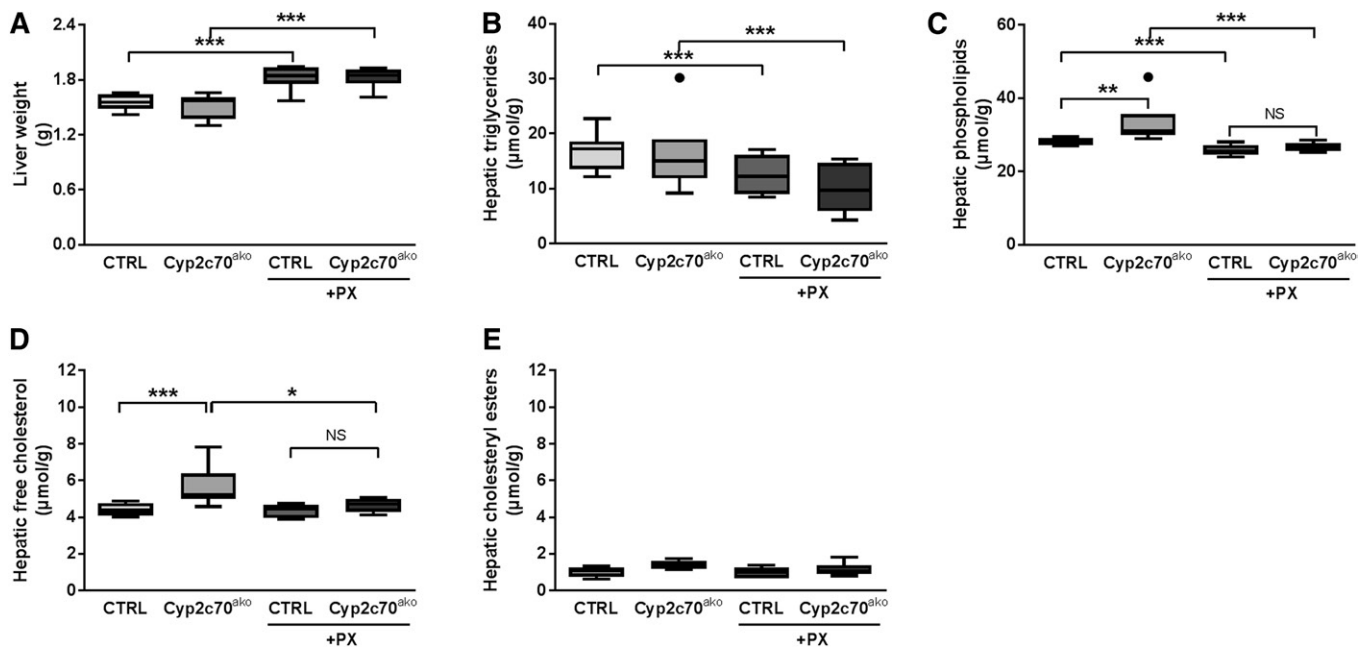 A
Liver weight
(g)
2.4
1.8
1.2
0.6
0.0
***
***
CTRL Cyp2c70ako CTRL Cyp2c70ako
+PX
B
Hepatic triglycerides
(µmol/g)
40
30
20
10
0
***
***
CTRL Cyp2c70ako CTRL Cyp2c70ako
+PX
C
Hepatic phospholipids
(µmol/g)
60
40
20
0
***
***
**
NS
CTRL Cyp2c70ako CTRL Cyp2c70ako
+PX
D
Hepatic free cholesterol
(µmol/g)
12
10
8
6
4
2
0
***
*
NS
CTRL Cyp2c70ako CTRL Cyp2c70ako
+PX
E
Hepatic cholesteryl esters
(µmol/g)
12
10
8
6
4
2
0
CTRL Cyp2c70ako CTRL Cyp2c70ako
+PX